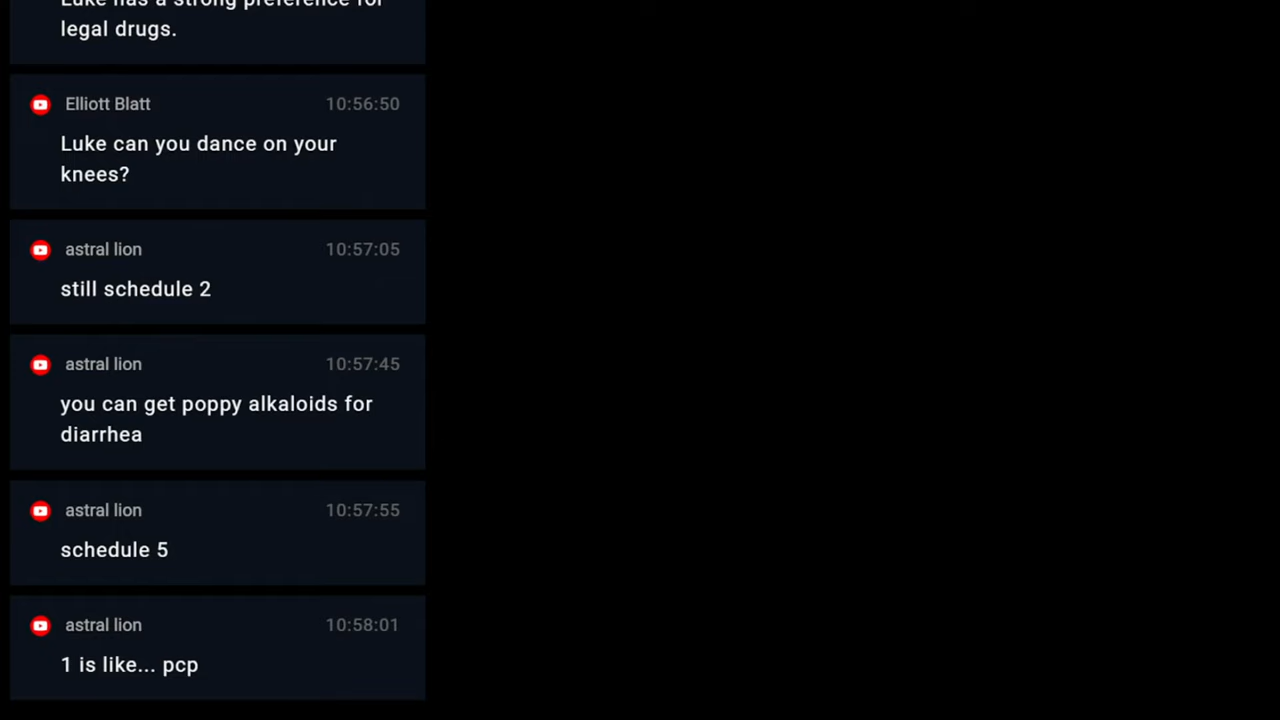 Luke has a strong preference for
legal drugs.
Elliott Blatt 10:56:50
Luke can you dance on your
knees?
astral lion 10:57:05
still schedule 2
astral lion 10:57:45
you can get poppy alkaloids for
diarrhea
astral lion 10:57:55
schedule 5
astral lion 10:58:01
1 is like... pcp